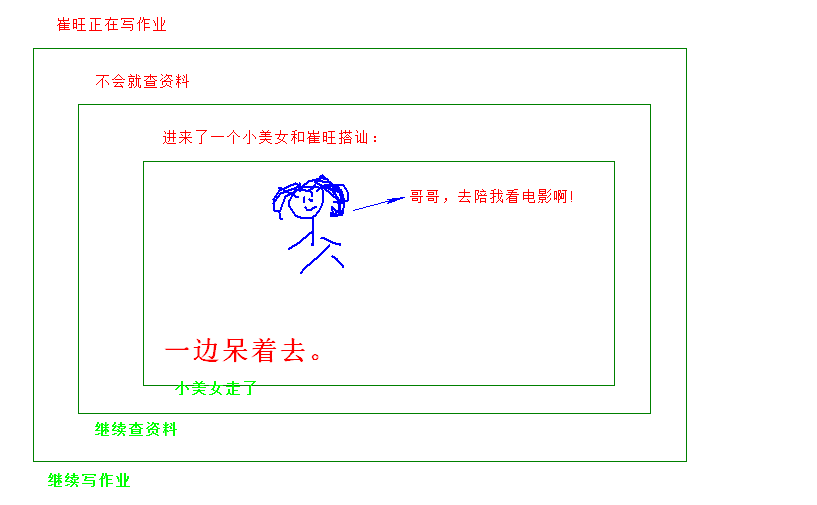 崔旺正在写作业
不会就查资料
进来了一个小美女和崔旺搭讪：
哥哥，去陪我看电影啊!
一边呆着去。
小美女走了
继续查资料
继续写作业